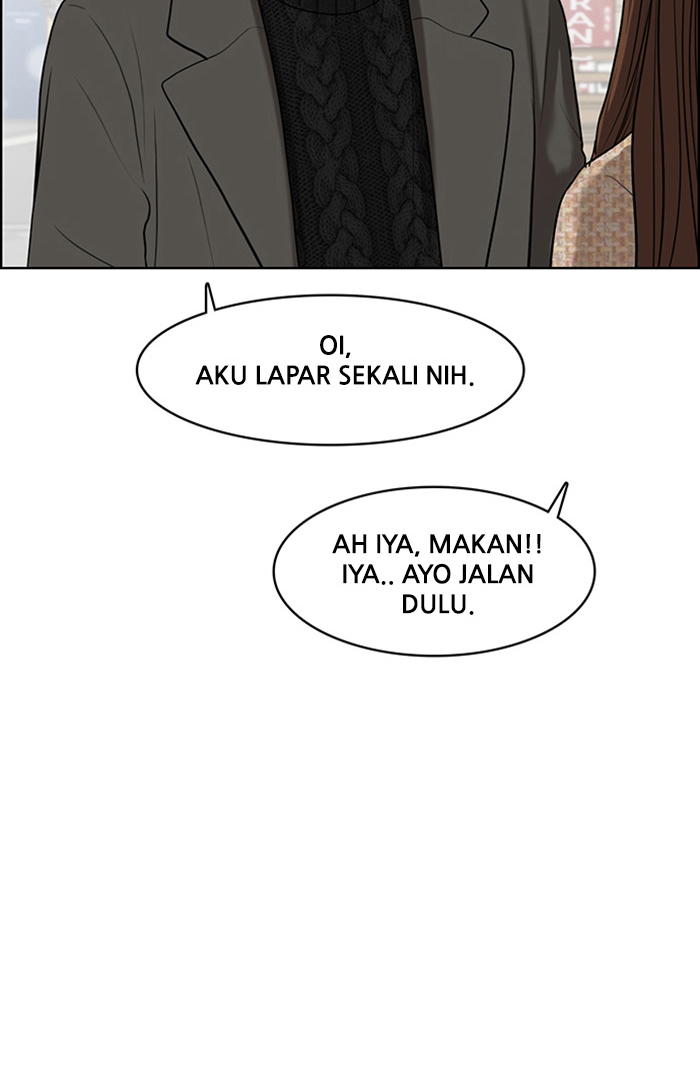 OI,
AKU LAPAR SEKALI NIH.
AH IYA, MAKAN!!
IYA.. AYO JALAN
DULU.